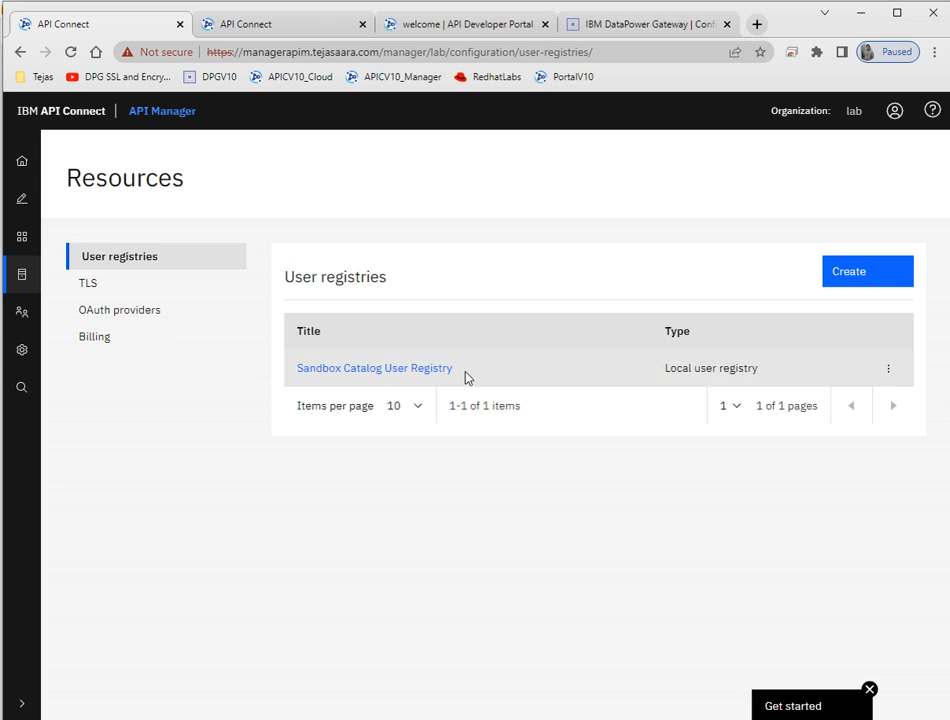 API Connect
API Connect
welcome | API Developer Portal
IBM DataPower Gateway | Conf
Not secure
https://managerapim.tejasaara.com/manager/lab/configuration/user-registries/
Paused
Tejas
DPG SSL and Encry...
DPGV10
APICV10_Cloud
APICV10_Manager
RedhatLabs
PortalV10
IBM API Connect | API Manager
Organization: lab
Resources
User registries
TLS
OAuth providers
Billing
User registries
Create
Title Type
Sandbox Catalog User Registry Local user registry
Items per page 10 1-1 of 1 items 1 1 of 1 pages
Get started